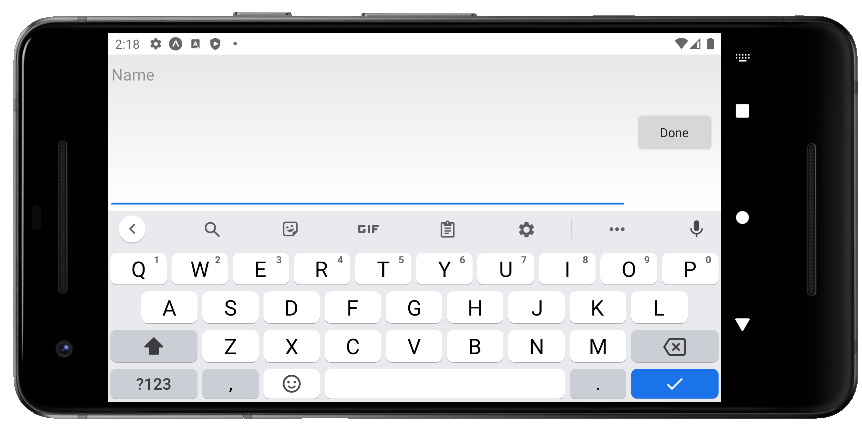 2:18
Name
Done
GIF
Q 1 W 2 E 3 R 4 T 5 Y 6 U 7 I 8 O 9 P 0
A S D F G H J K L
Z X C V B N M
?123 , .